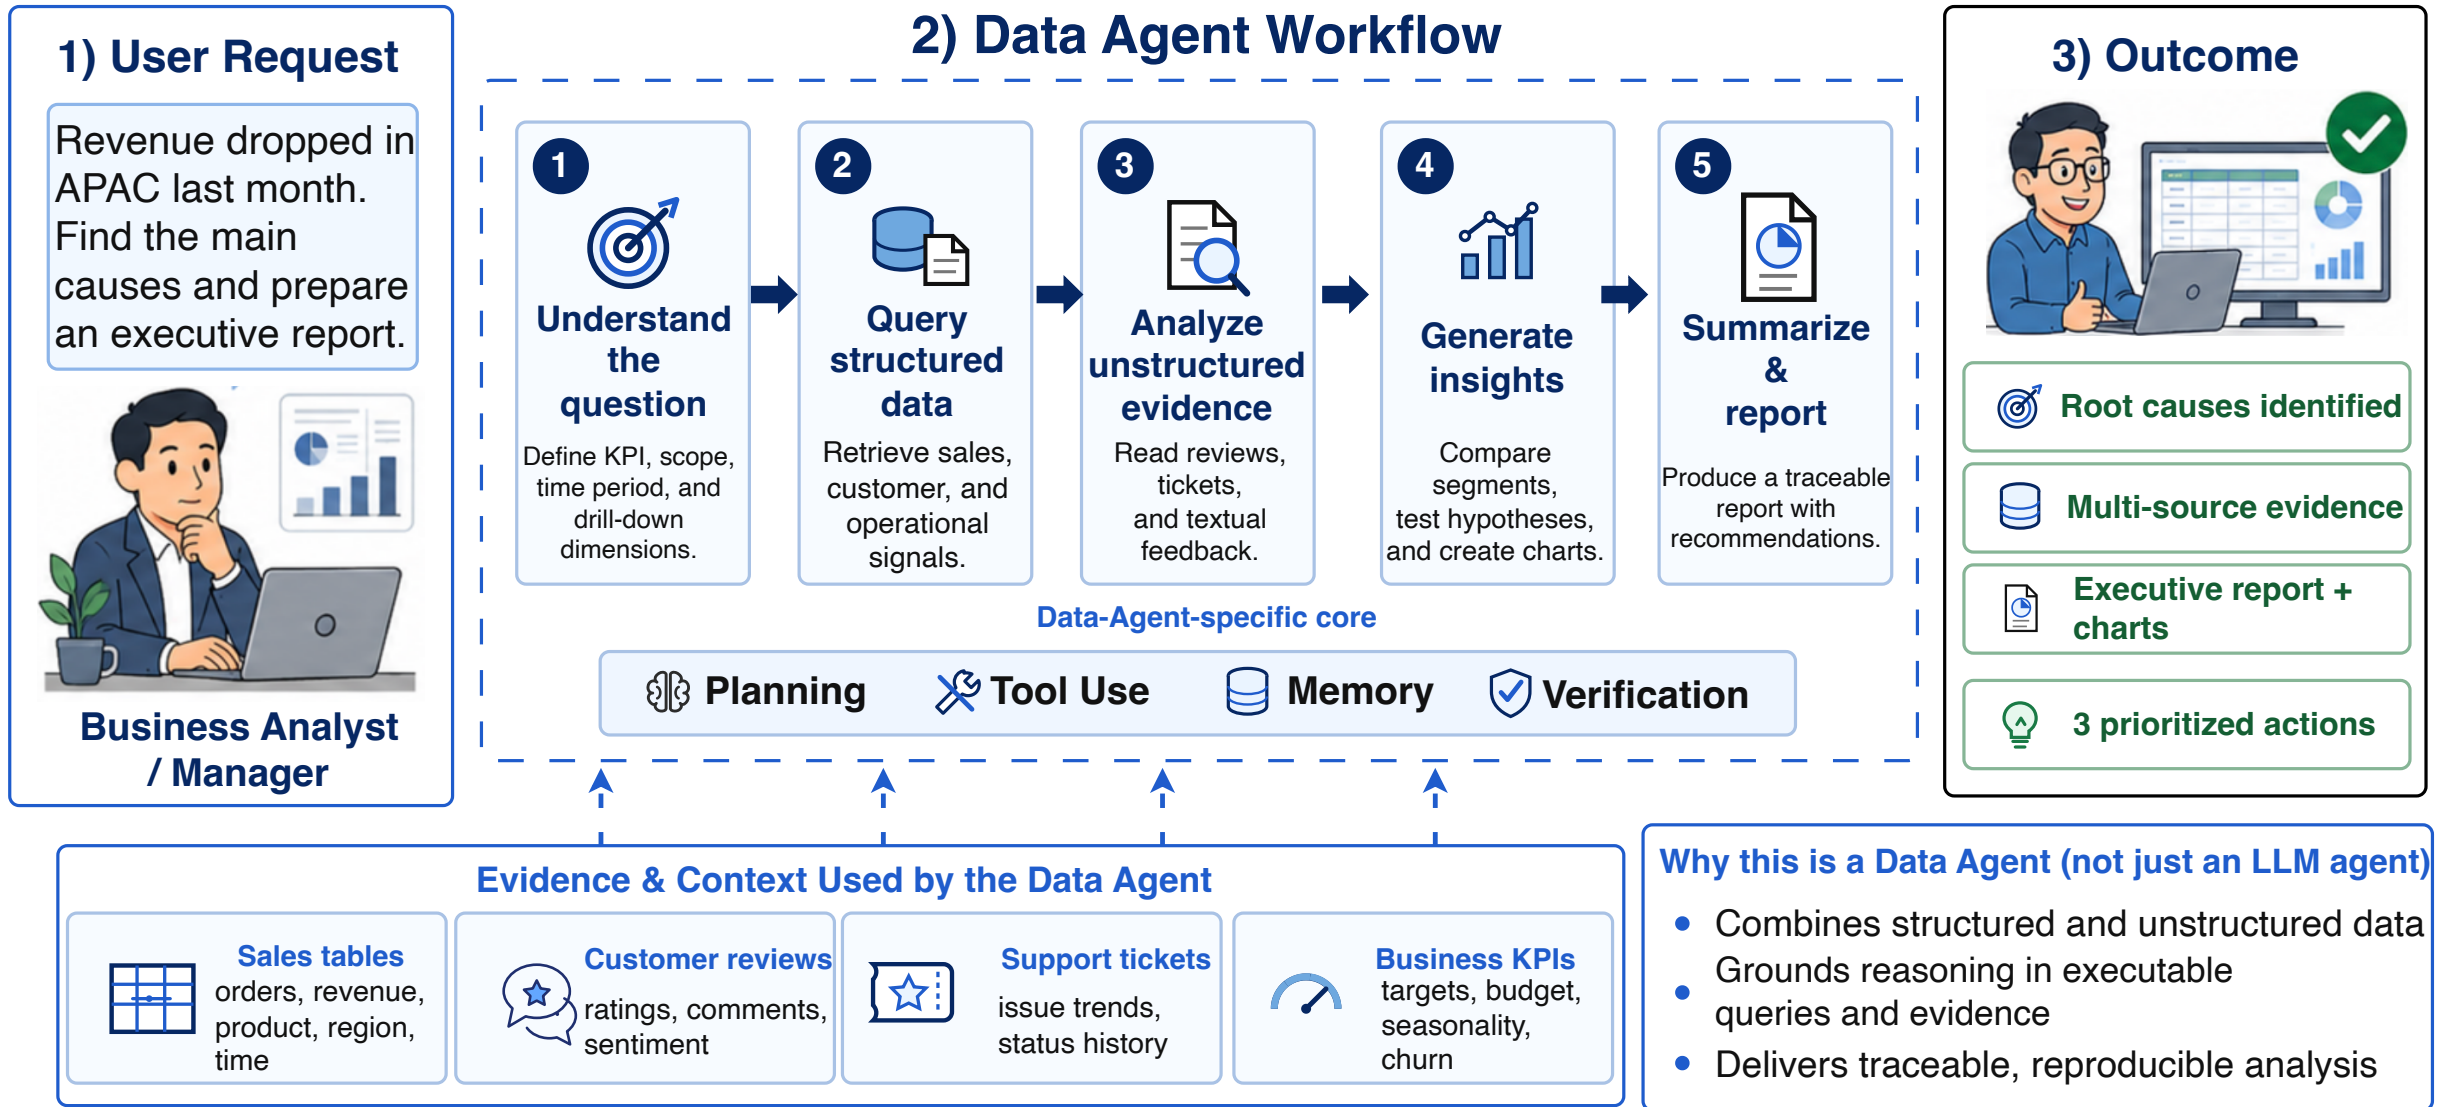 1) User Request
Revenue dropped in
APAC last month.
Find the main
causes and prepare
an executive report.
Business Analyst
/ Manager
2) Data Agent Workflow
1
Understand
the
question
Define KPI, scope,
time period, and
drill-down
dimensions.
2
Query
structured
data
Retrieve sales,
customer, and
operational
signals.
3
Analyze
unstructured
evidence
Read reviews,
tickets,
and textual
feedback.
4
Generate
insights
Compare
segments,
test hypotheses,
and create charts.
5
Summarize
&
report
Produce a traceable
report with
recommendations.
Data-Agent-specific core
Planning
Tool Use
Memory
Verification
3) Outcome
Root causes identified
Multi-source evidence
Executive report +
charts
3 prioritized actions
Evidence & Context Used by the Data Agent
Sales tables
orders, revenue,
product, region,
time
Customer reviews
ratings, comments,
sentiment
Support tickets
issue trends,
status history
Business KPIs
targets, budget,
seasonality,
churn
Why this is a Data Agent (not just an LLM agent)
• Combines structured and unstructured data
• Grounds reasoning in executable
queries and evidence
• Delivers traceable, reproducible analysis